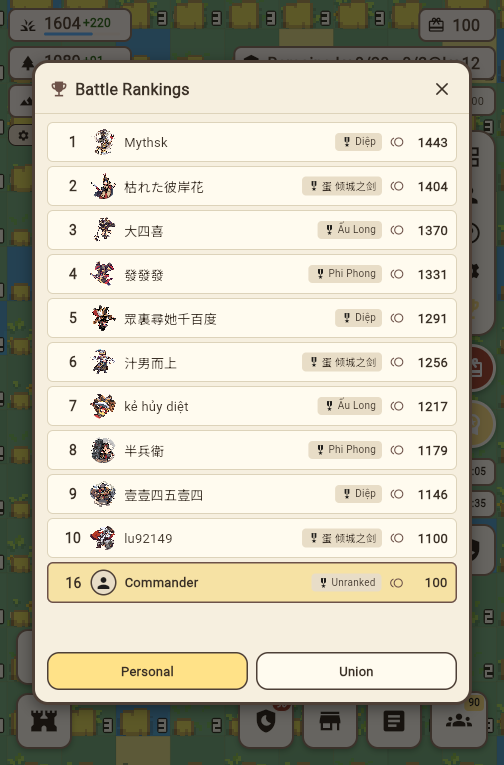 1604 +220
100
Battle Rankings
12
1 Mythsk Diệp 1443
2 枯れた彼岸花 蛋 倾城之剑 1404
3 大四喜 Ấu Long 1370
4 發發發 Phi Phong 1331
5 眾裏尋她千百度 Diệp 1291
6 汁男而上 蛋 倾城之剑 1256
7 kẻ hủy diệt Ấu Long 1217
8 半兵衛 Phi Phong 1179
9 壹壹四五壹四 Diệp 1146
10 lu92149 蛋 倾城之剑 1100
16 Commander Unranked 100
Personal Union
90